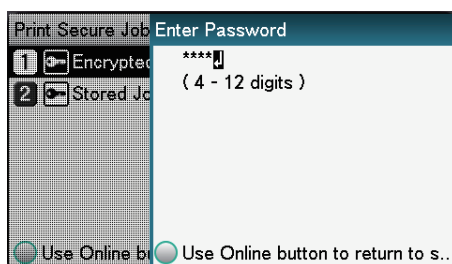 Print Secure Job
1 Encrypted
2 Stored Jo
Use Online b
Enter Password
****
( 4 - 12 digits )
Use Online button to return to s..